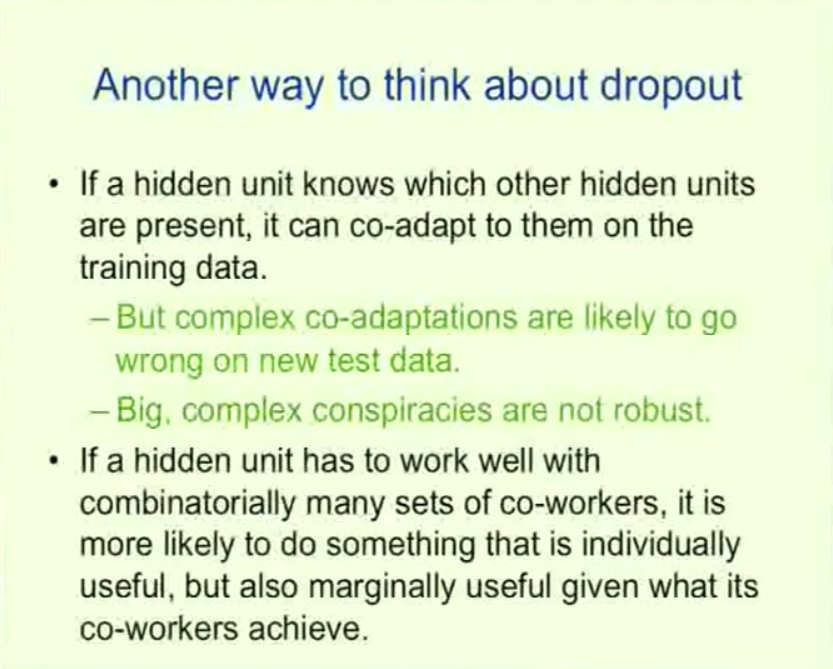 Another way to think about dropout
• If a hidden unit knows which other hidden units
are present, it can co-adapt to them on the
training data.
– But complex co-adaptations are likely to go
wrong on new test data.
– Big, complex conspiracies are not robust.
• If a hidden unit has to work well with
combinatorially many sets of co-workers, it is
more likely to do something that is individually
useful, but also marginally useful given what its
co-workers achieve.